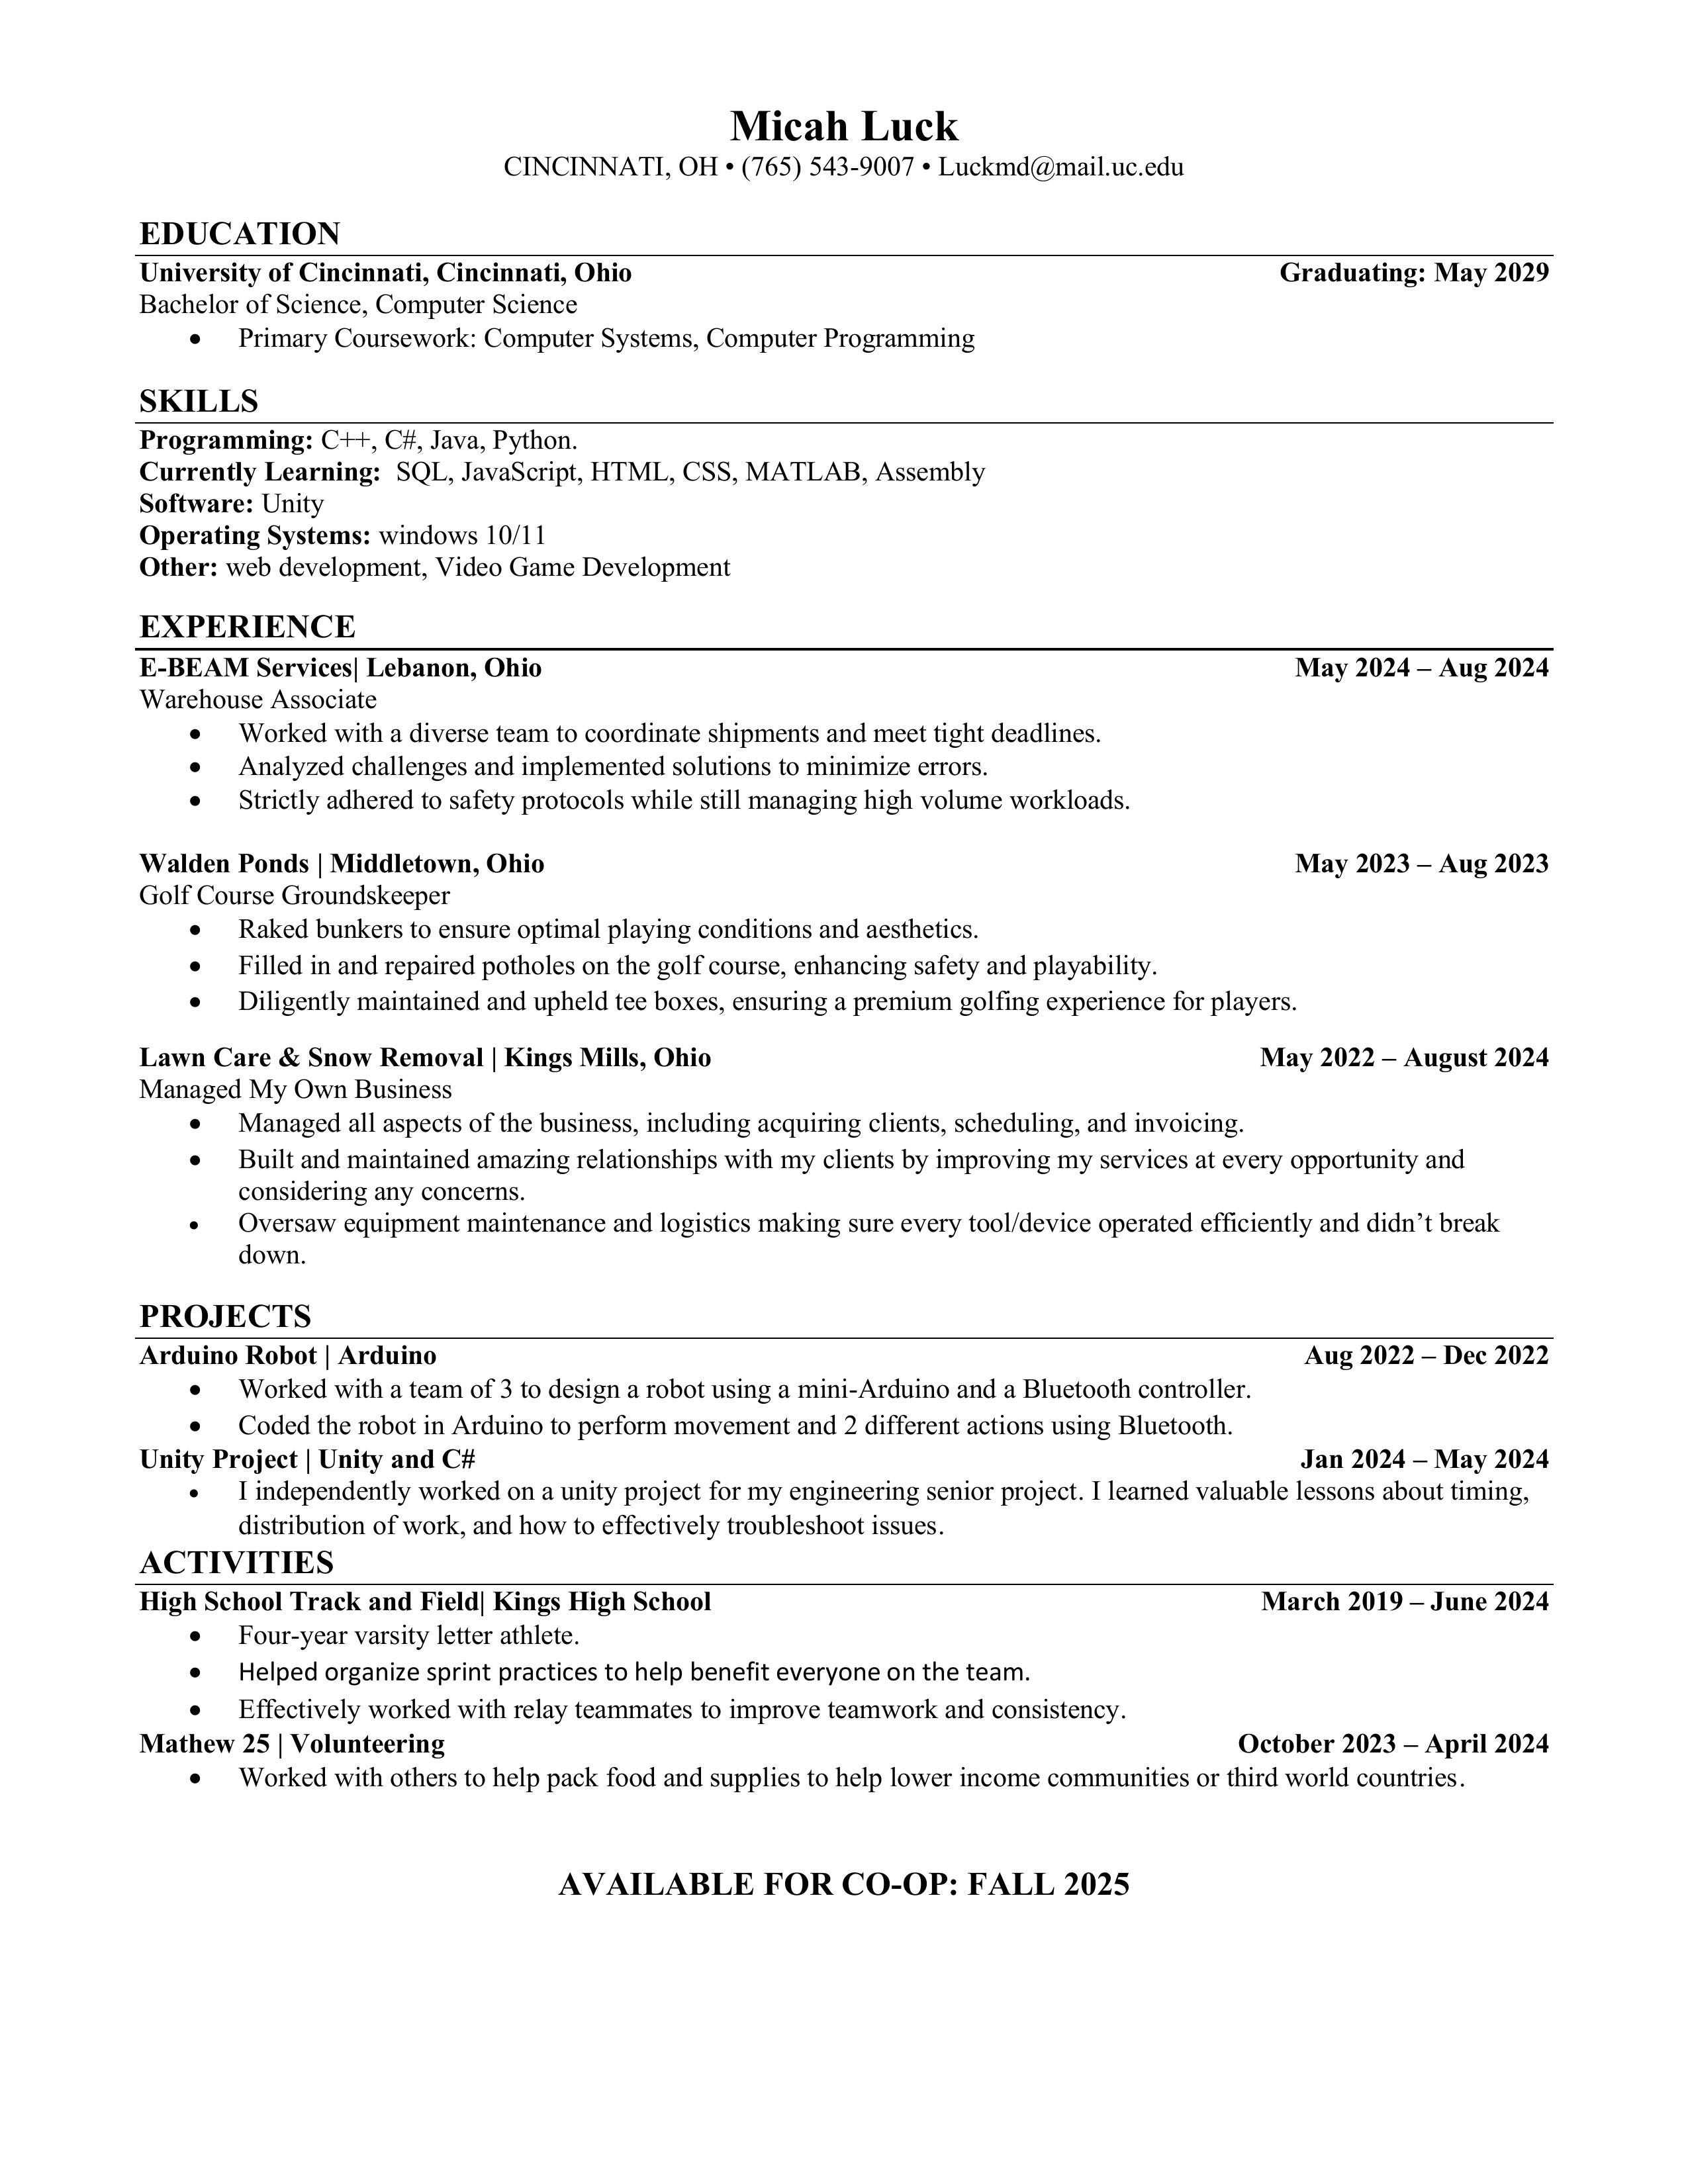 Micah Luck
CINCINNATI, OH • (765) 543-9007 • Luckmd@mail.uc.edu
EDUCATION
University of Cincinnati, Cincinnati, Ohio Graduating: May 2029
Bachelor of Science, Computer Science
• Primary Coursework: Computer Systems, Computer Programming
SKILLS
Programming: C++, C#, Java, Python.
Currently Learning: SQL, JavaScript, HTML, CSS, MATLAB, Assembly
Software: Unity
Operating Systems: windows 10/11
Other: web development, Video Game Development
EXPERIENCE
E-BEAM Services| Lebanon, Ohio May 2024 – Aug 2024
Warehouse Associate
• Worked with a diverse team to coordinate shipments and meet tight deadlines.
• Analyzed challenges and implemented solutions to minimize errors.
• Strictly adhered to safety protocols while still managing high volume workloads.
Walden Ponds | Middletown, Ohio May 2023 – Aug 2023
Golf Course Groundskeeper
• Raked bunkers to ensure optimal playing conditions and aesthetics.
• Filled in and repaired potholes on the golf course, enhancing safety and playability.
• Diligently maintained and upheld tee boxes, ensuring a premium golfing experience for players.
Lawn Care & Snow Removal | Kings Mills, Ohio May 2022 – August 2024
Managed My Own Business
• Managed all aspects of the business, including acquiring clients, scheduling, and invoicing.
• Built and maintained amazing relationships with my clients by improving my services at every opportunity and
considering any concerns.
• Oversaw equipment maintenance and logistics making sure every tool/device operated efficiently and didn’t break
down.
PROJECTS
Arduino Robot | Arduino Aug 2022 – Dec 2022
• Worked with a team of 3 to design a robot using a mini-Arduino and a Bluetooth controller.
• Coded the robot in Arduino to perform movement and 2 different actions using Bluetooth.
Unity Project | Unity and C# Jan 2024 – May 2024
• I independently worked on a unity project for my engineering senior project. I learned valuable lessons about timing,
distribution of work, and how to effectively troubleshoot issues.
ACTIVITIES
High School Track and Field| Kings High School March 2019 – June 2024
• Four-year varsity letter athlete.
• Helped organize sprint practices to help benefit everyone on the team.
• Effectively worked with relay teammates to improve teamwork and consistency.
Mathew 25 | Volunteering October 2023 – April 2024
• Worked with others to help pack food and supplies to help lower income communities or third world countries.
AVAILABLE FOR CO-OP: FALL 2025